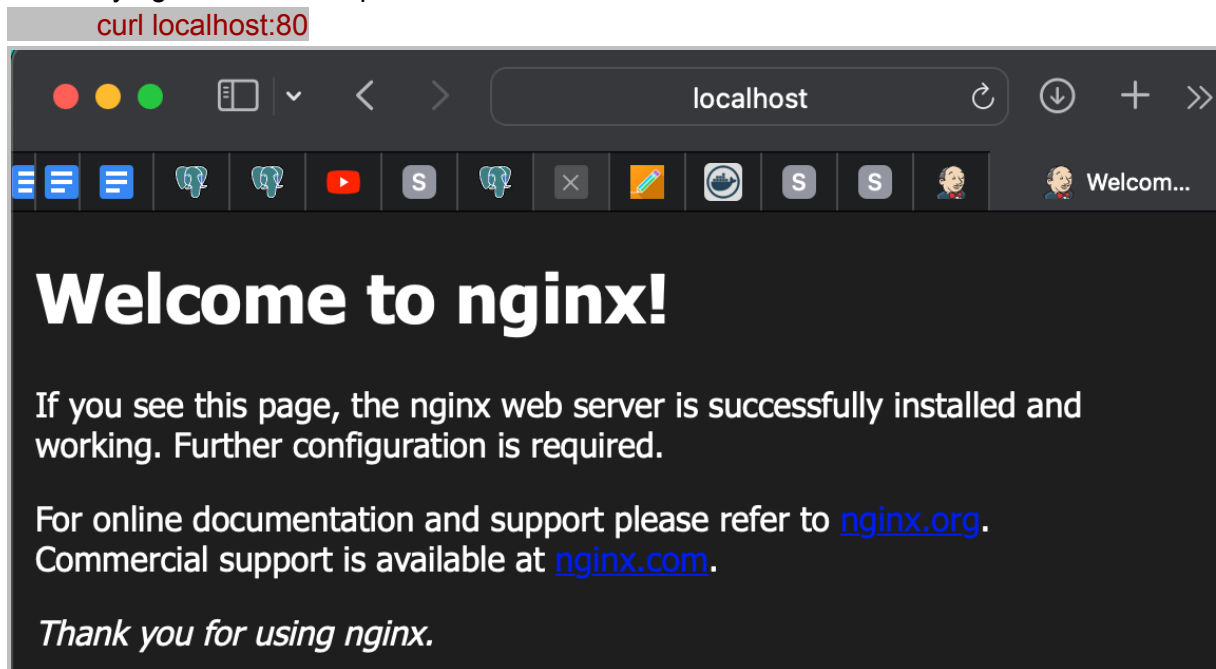 curl localhost:80
localhost
S
S
S
Welcom...
Welcome to nginx!
If you see this page, the nginx web server is successfully installed and
working. Further configuration is required.
For online documentation and support please refer to nginx.org.
Commercial support is available at nginx.com.
Thank you for using nginx.